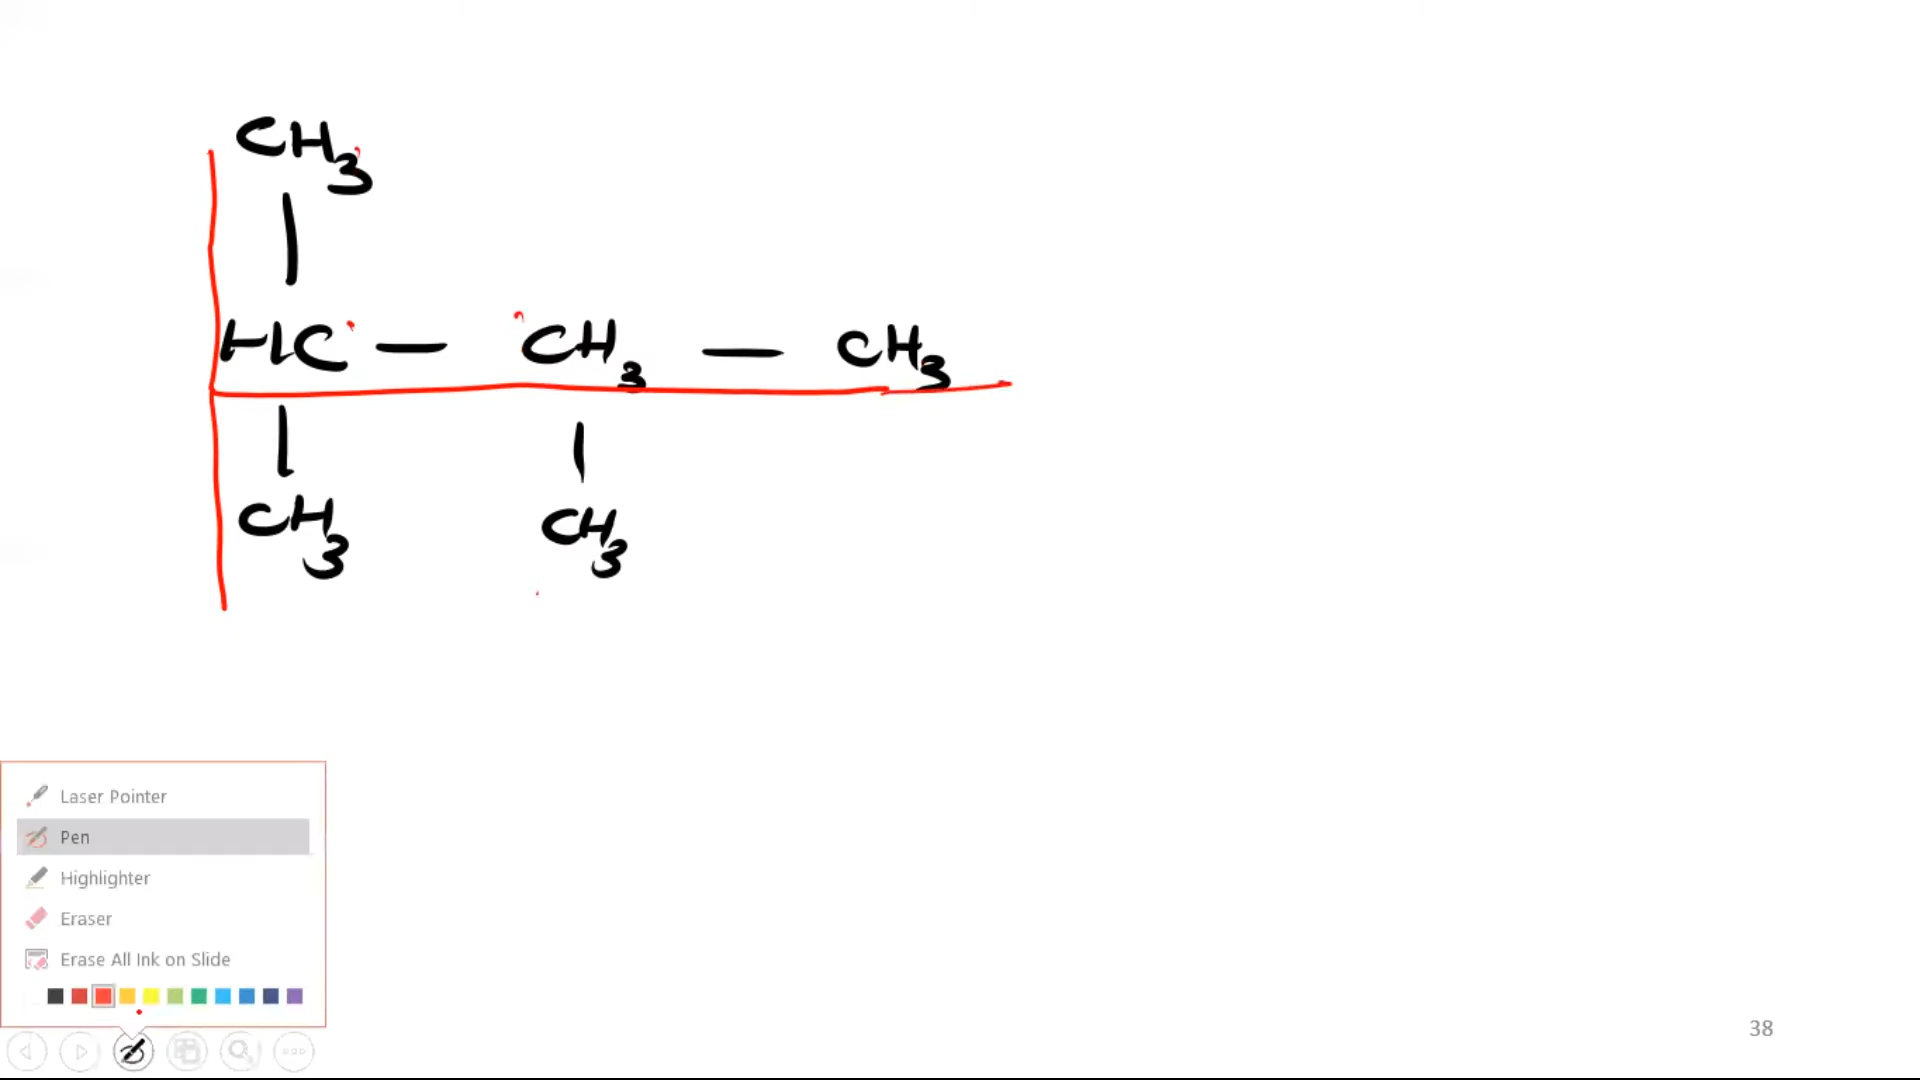 CH3
HC — CH3 — CH3
CH3 CH3
Laser Pointer
Pen
Highlighter
Eraser
Erase All Ink on Slide
38